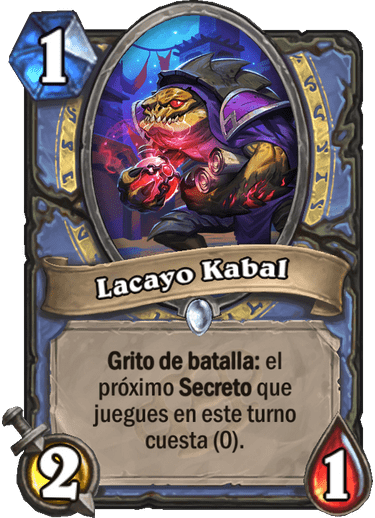 1
Lacayo Kabal
Grito de batalla: el
próximo Secreto que
juegues en este turno
cuesta (0).
2
1